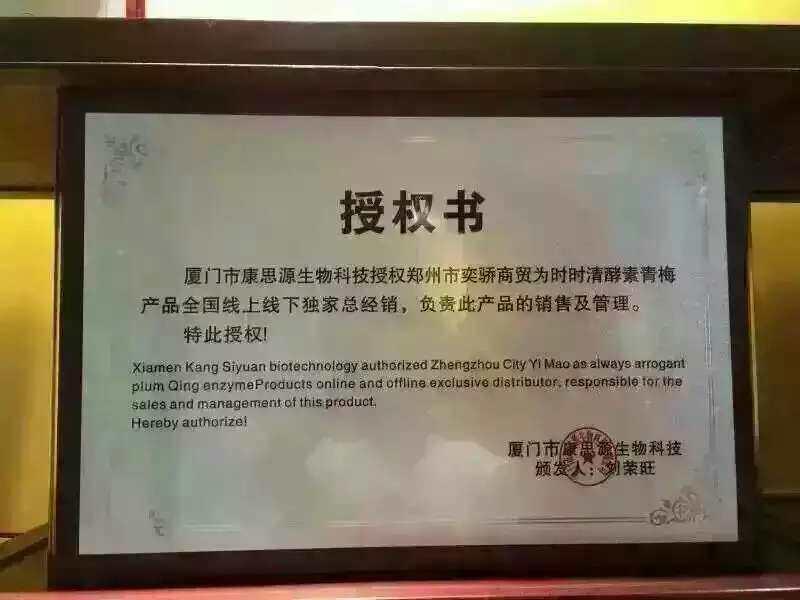 授权书
厦门市康思源生物科技授权郑州市奕骄商贸为时时清酵素青梅
产品全国线上线下独家总经销，负责此产品的销售及管理。
特此授权!
Xiamen Kang Siyuan biotechnology authorized Zhengzhou City Yi Mao as always arrogant
plum Qing enzymeProducts online and offline exclusive distributor, responsible for the
sales and management of this product.
Hereby authorize!
厦门市康思源生物科技
颁发人：刘荣旺